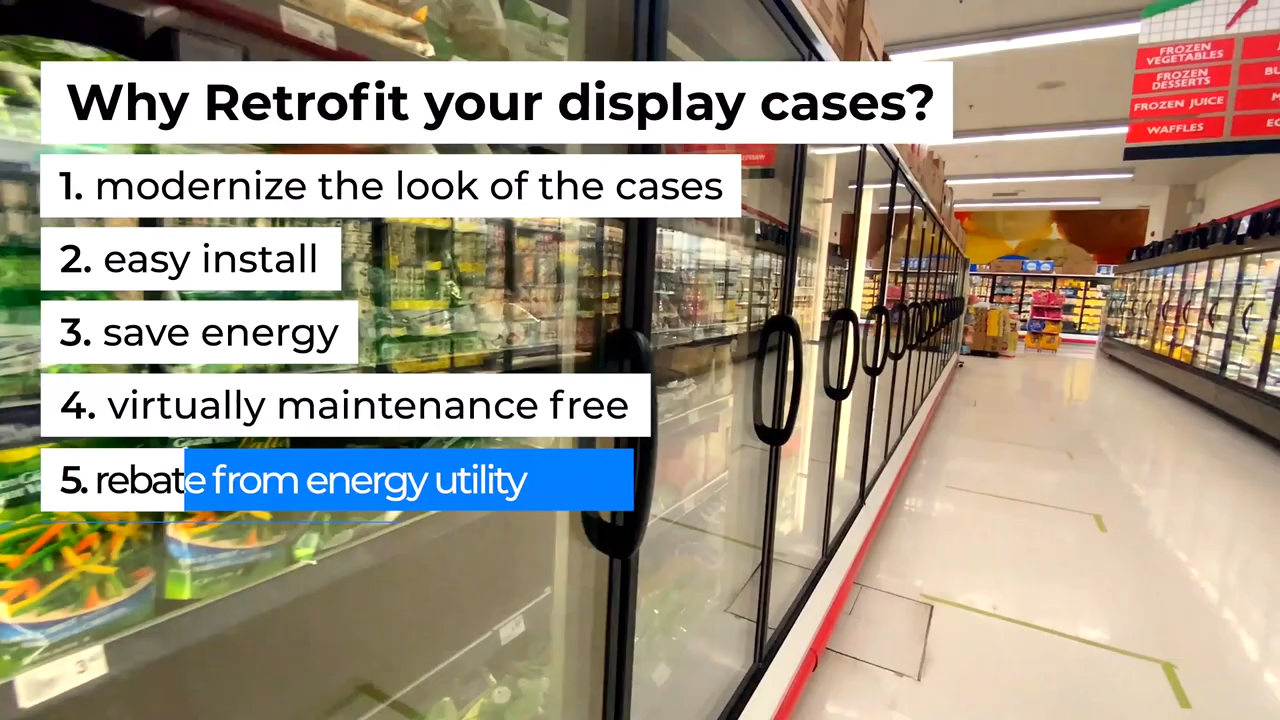 Why Retrofit your display cases?
1. modernize the look of the cases
2. easy install
3. save energy
4. virtually maintenance free
5. rebate from energy utility
FROZEN VEGETABLES
FROZEN DESSERTS
FROZEN JUICE
WAFFLES